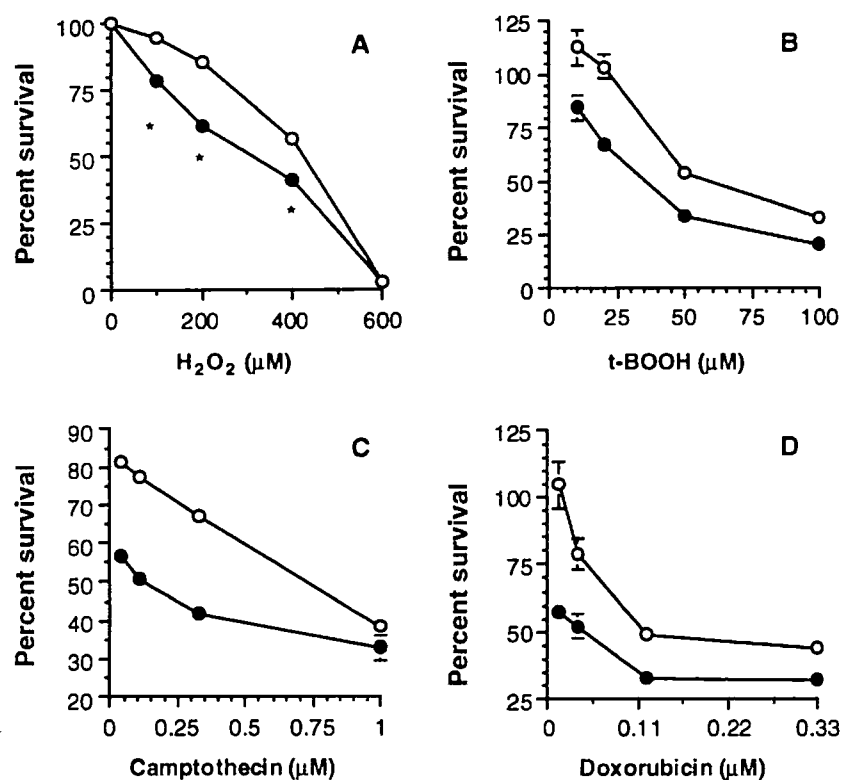 A
Percent survival
100
75
50
25
0
* * *
0 200 400 600
H₂O₂ (μM)
B
Percent survival
125
100
75
50
25
0
0 25 50 75 100
t-BOOH (μM)
C
Percent survival
90
80
70
60
50
40
30
20
0 0.25 0.5 0.75 1
Camptothecin (μM)
D
Percent survival
125
100
75
50
25
0 0.11 0.22 0.33
Doxorubicin (μM)